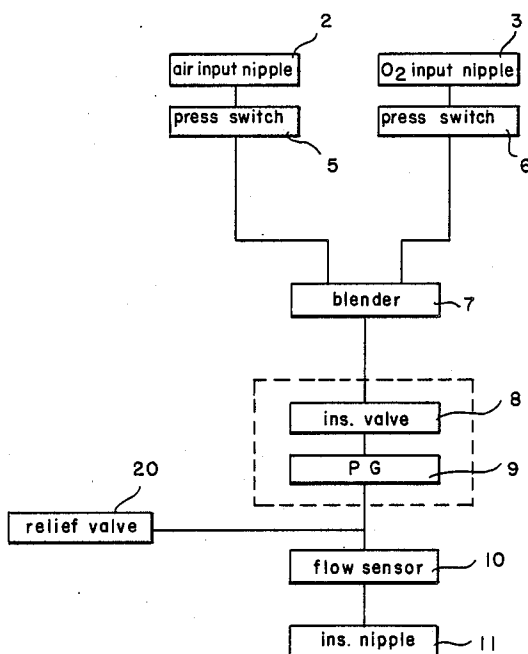 2
3
air input nipple
O2 input nipple
press switch
press switch
5
6
blender
7
8
ins. valve
PG
9
20
relief valve
10
flow sensor
ins. nipple
11